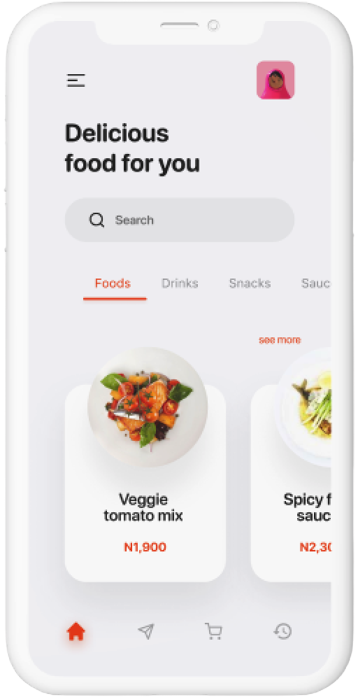 Delicious
food for you
Search
Foods Drinks Snacks Sauc
see more
Veggie
tomato mix
N1,900
Spicy f
sauc
N2,30